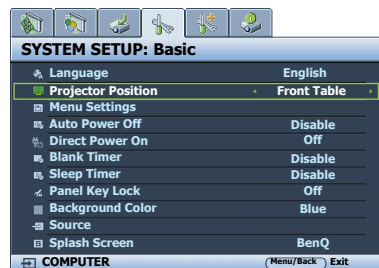 SYSTEM SETUP: Basic
Language English
Projector Position Front Table
Menu Settings
Auto Power Off Disable
Direct Power On Off
Blank Timer Disable
Sleep Timer Disable
Panel Key Lock Off
Background Color Blue
Source
Splash Screen BenQ
COMPUTER Menu/Back Exit